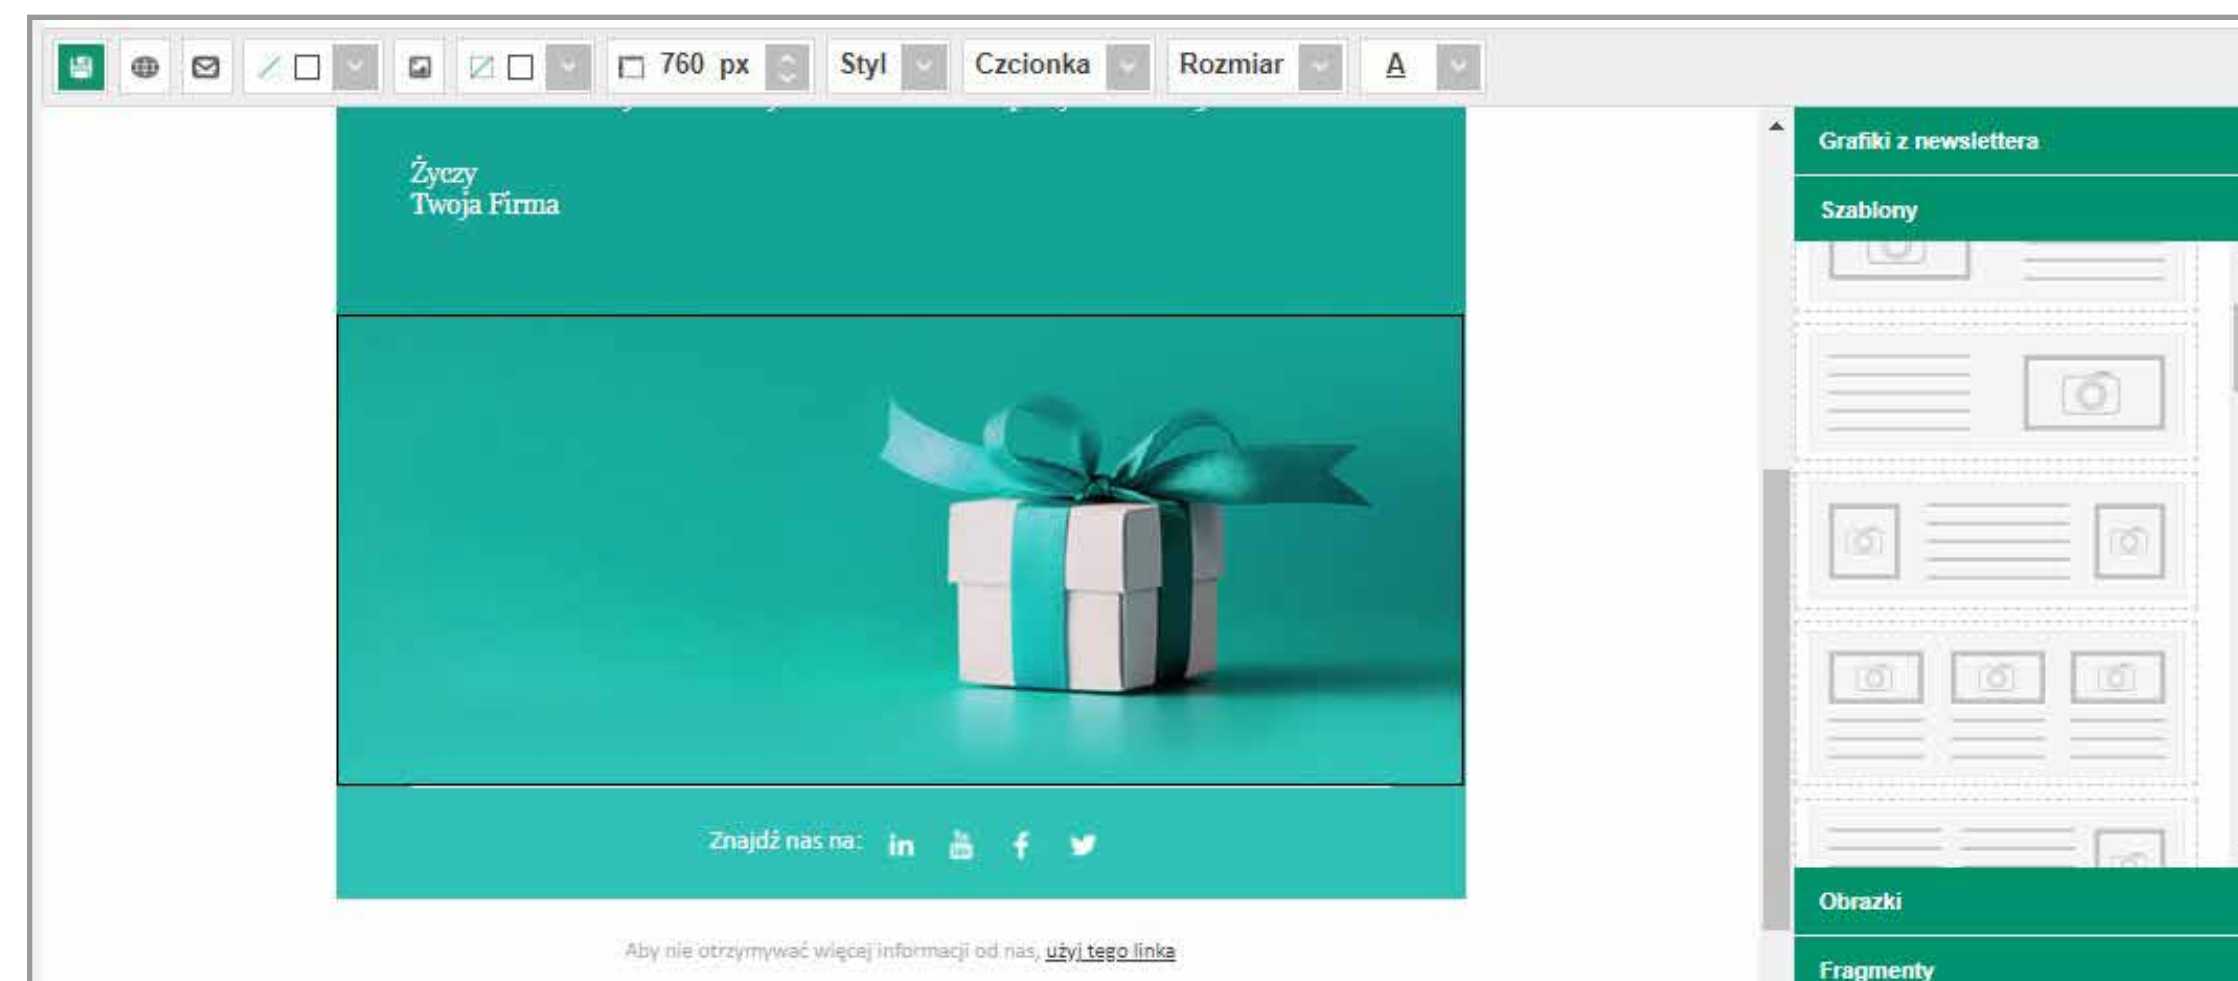 760 px Styl Czcionka Rozmiar A
Życzy
Twoja Firma
Znajdź nas na:
Aby nie otrzymywać więcej informacji od nas, użyj tego linka
Grafiki z newslettera
Szablony
Obrazki
Fragmenty